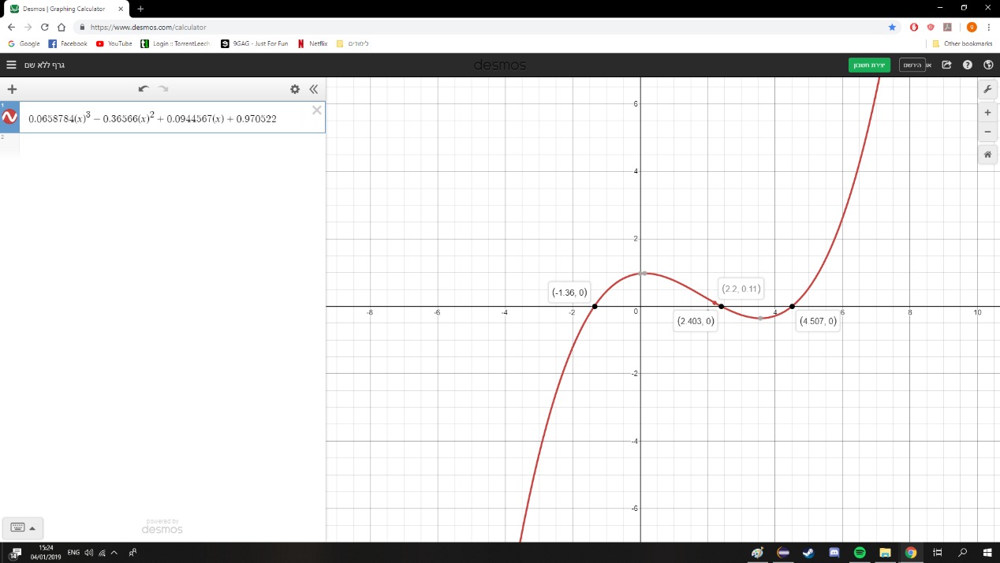 Desmos | Graphing Calculator
https://www.desmos.com/calculator
Google Facebook YouTube Login :: TorrentLeech 9GAG - Just For Fun Netflix לימודים Other bookmarks
גרף ללא שם desmos יצירת חשבון או הירשם
1
0.0658784(x)³ − 0.36566(x)² + 0.0944567(x) + 0.970522
2
6
4
2
(2.2, 0.11)
(-1.36, 0)
-8 -6 -4 -2 0 2 4 6 8 10
(2.403, 0) (4.507, 0)
-2
-4
-6
powered by
desmos
14 15:24 ENG
04/01/2019